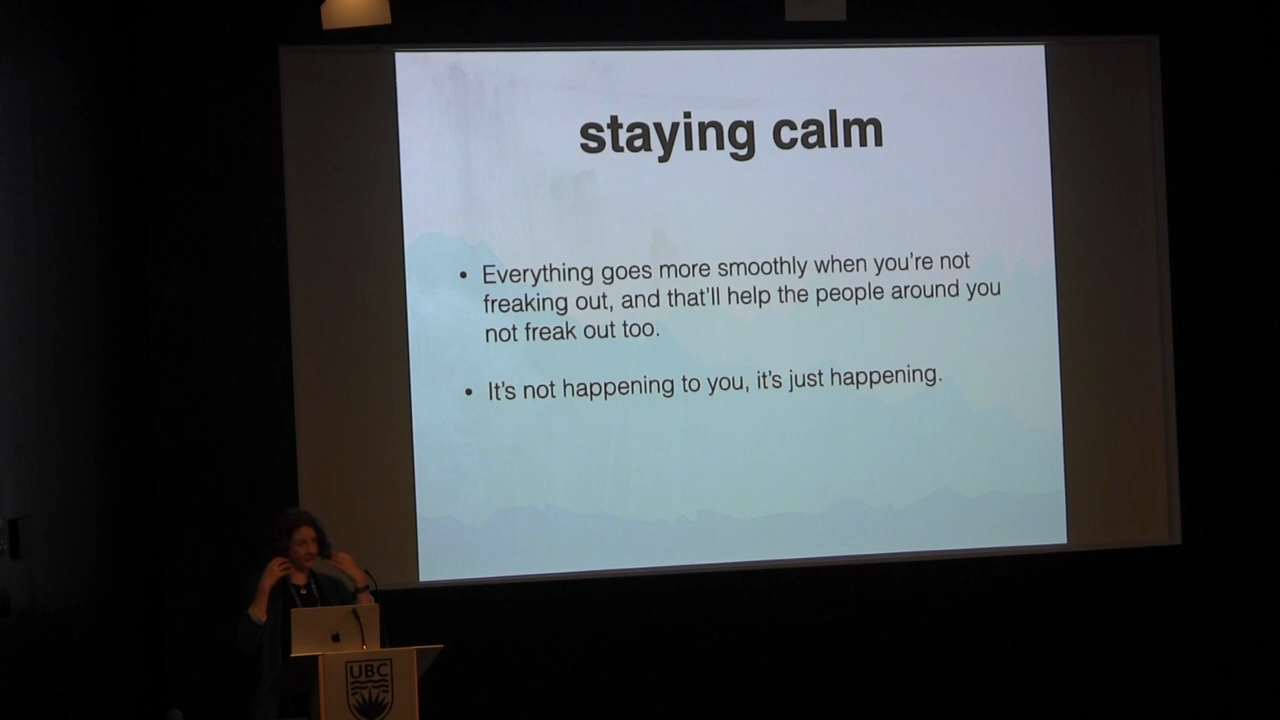 staying calm
• Everything goes more smoothly when you're not
freaking out, and that'll help the people around you
not freak out too.
• It's not happening to you, it's just happening.
UBC